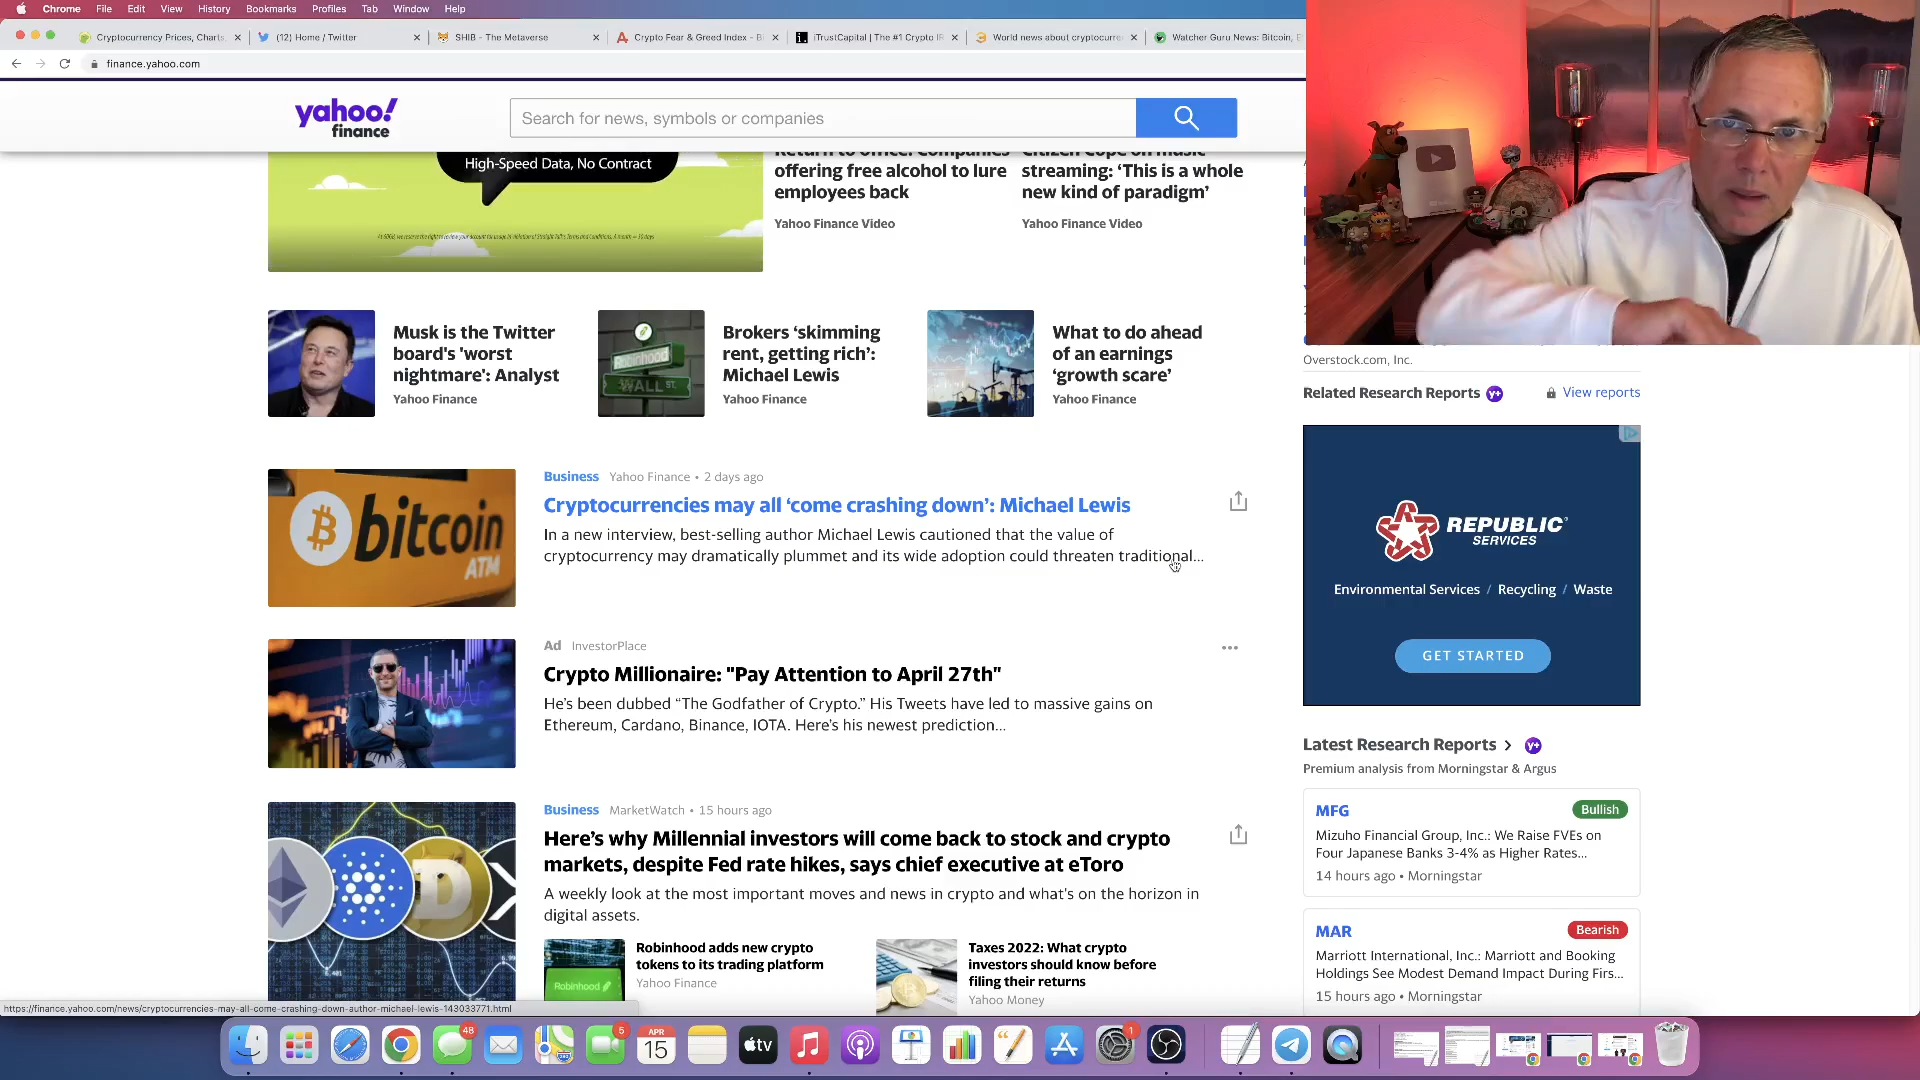 Chrome File Edit View History Bookmarks Profiles Tab Window Help
Cryptocurrency Prices, Charts,
(12) Home / Twitter
SHIB - The Metaverse
Crypto Fear & Greed Index - Bi
iTrustCapital | The #1 Crypto IR
World news about cryptocurre
Watcher Guru News: Bitcoin, E
finance.yahoo.com
yahoo!
finance
Search for news, symbols or companies
High-Speed Data, No Contract
Return to office: Companies
offering free alcohol to lure
employees back
Yahoo Finance Video
Citizen Cope on music
streaming: ‘This is a whole
new kind of paradigm’
Yahoo Finance Video
Musk is the Twitter
board's 'worst
nightmare': Analyst
Yahoo Finance
Robinhood
WALL ST.
Brokers ‘skimming
rent, getting rich’:
Michael Lewis
Yahoo Finance
What to do ahead
of an earnings
‘growth scare’
Yahoo Finance
bitcoin
ATM
Business Yahoo Finance • 2 days ago
Cryptocurrencies may all ‘come crashing down’: Michael Lewis
In a new interview, best-selling author Michael Lewis cautioned that the value of
cryptocurrency may dramatically plummet and its wide adoption could threaten traditional...
Ad InvestorPlace
Crypto Millionaire: "Pay Attention to April 27th"
He’s been dubbed “The Godfather of Crypto.” His Tweets have led to massive gains on
Ethereum, Cardano, Binance, IOTA. Here’s his newest prediction...
Business MarketWatch • 15 hours ago
Here’s why Millennial investors will come back to stock and crypto
markets, despite Fed rate hikes, says chief executive at eToro
A weekly look at the most important moves and news in crypto and what's on the horizon in
digital assets.
Robinhood
Robinhood adds new crypto
tokens to its trading platform
Yahoo Finance
Taxes 2022: What crypto
investors should know before
filing their returns
Yahoo Money
Overstock.com, Inc.
Related Research Reports
View reports
REPUBLIC
SERVICES
Environmental Services / Recycling / Waste
GET STARTED
Latest Research Reports
Premium analysis from Morningstar & Argus
MFG Bullish
Mizuho Financial Group, Inc.: We Raise FVEs on
Four Japanese Banks 3-4% as Higher Rates...
14 hours ago • Morningstar
MAR Bearish
Marriott International, Inc.: Marriott and Booking
Holdings See Modest Demand Impact During Firs...
15 hours ago • Morningstar
https://finance.yahoo.com/news/cryptocurrencies-may-all-come-crashing-down-author-michael-lewis-143033771.html
48
5
APR
15
tv
1